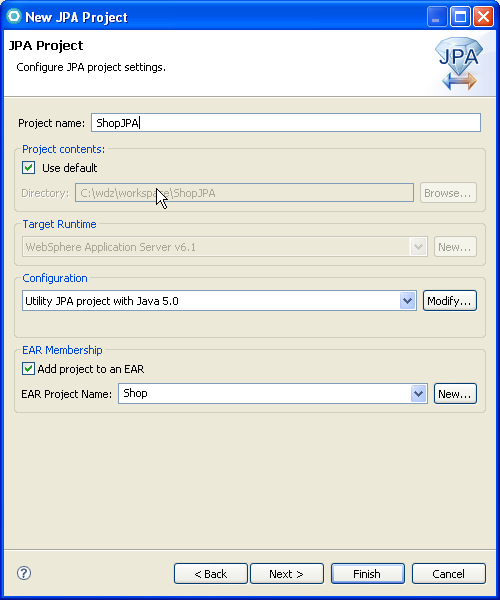 New JPA Project
JPA Project
Configure JPA project settings.
JPA
Project name: ShopJPA
Project contents:
Use default
Directory: C:\wdz\workspace\ShopJPA Browse...
Target Runtime
WebSphere Application Server v6.1 New...
Configuration
Utility JPA project with Java 5.0 Modify...
EAR Membership
Add project to an EAR
EAR Project Name: Shop New...
? < Back Next > Finish Cancel